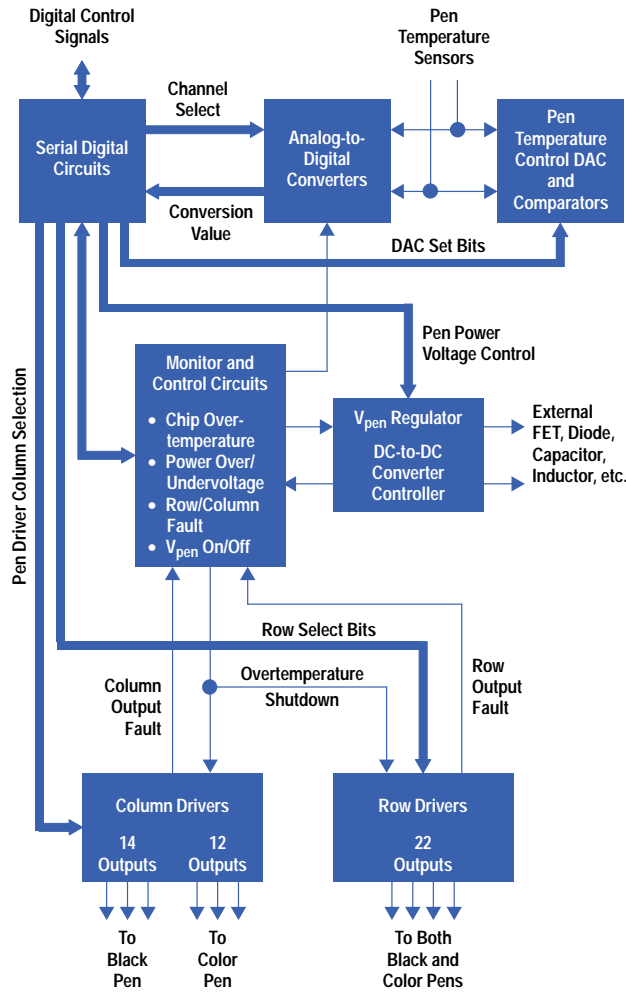 Digital Control
Signals
Pen
Temperature
Sensors
Channel
Select
Serial Digital
Circuits
Analog-to-
Digital
Converters
Pen
Temperature
Control DAC
and
Comparators
Conversion
Value
DAC Set Bits
Pen Power
Voltage Control
Monitor and
Control Circuits
• Chip Over-
temperature
• Power Over/
Undervoltage
• Row/Column
Fault
• Vpen On/Off
Vpen Regulator
DC-to-DC
Converter
Controller
External
FET, Diode,
Capacitor,
Inductor, etc.
Pen Driver Column Selection
Row Select Bits
Column
Output
Fault
Overtemperature
Shutdown
Row
Output
Fault
Column Drivers
14
Outputs
12
Outputs
Row Drivers
22
Outputs
To
Black
Pen
To
Color
Pen
To Both
Black and
Color Pens